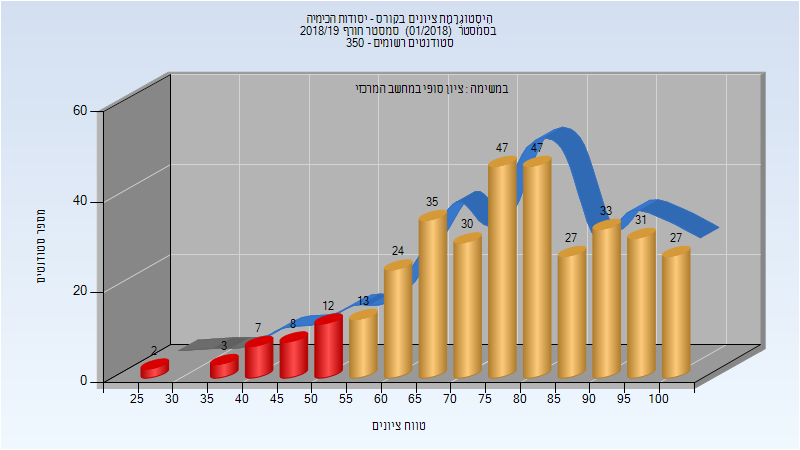 היסטוגרמת ציונים בקורס - יסודות הכימיה
בסמסטר (01/2018) סמסטר חורף 2018/19
סטודנטים רשומים - 350
במשימה : ציון סופי במחשב המרכזי
מספר סטודנטים
60
40
20
0
2
3
7
8
12
13
24
35
30
47
47
27
33
31
27
25 30 35 40 45 50 55 60 65 70 75 80 85 90 95 100
טווח ציונים